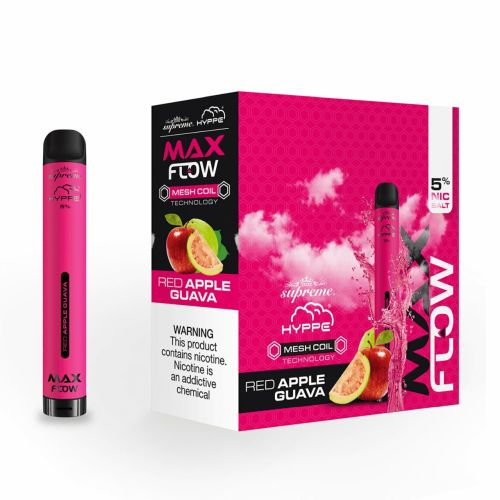 supreme
HYPPE
5%
RED APPLE GUAVA
MAX
FLOW
supreme
HYPPE
MAX
FLOW
MESH COIL
TECHNOLOGY
RED APPLE
GUAVA
WARNING
This product
contains nicotine.
Nicotine is
an addictive
chemical
5%
NIC
SALT
MAX
FLOW
supreme
HYPPE
MESH COIL
TECHNOLOGY
RED APPLE
GUAVA